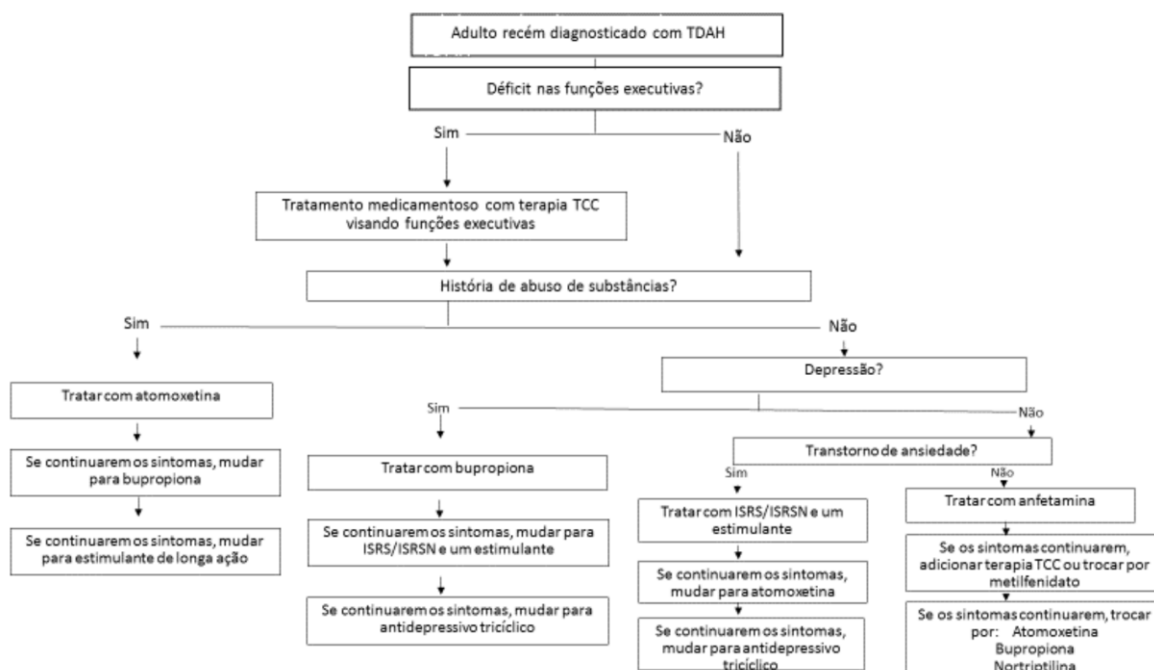 Adulto recém diagnosticado com TDAH
Déficit nas funções executivas?
Sim
Não
Tratamento medicamentoso com terapia TCC
visando funções executivas
História de abuso de substâncias?
Sim
Não
Depressão?
Tratar com atomoxetina
Sim
Não
Transtorno de ansiedade?
Se continuarem os sintomas, mudar
para bupropiona
Tratar com bupropiona
Sim
Não
Tratar com ISRS/ISRSN e um
estimulante
Tratar com anfetamina
Se continuarem os sintomas, mudar
para estimulante de longa ação
Se continuarem os sintomas, mudar para
ISRS/ISRSN e um estimulante
Se os sintomas continuarem,
adicionar terapia TCC ou trocar por
metilfenidato
Se continuarem os sintomas,
mudar para atomoxetina
Se continuarem os sintomas, mudar para
antidepressivo tricíclico
Se continuarem os sintomas,
mudar para antidepressivo
tricíclico
Se os sintomas continuarem, trocar
por: Atomoxetina
Bupropiona
Nortriptilina